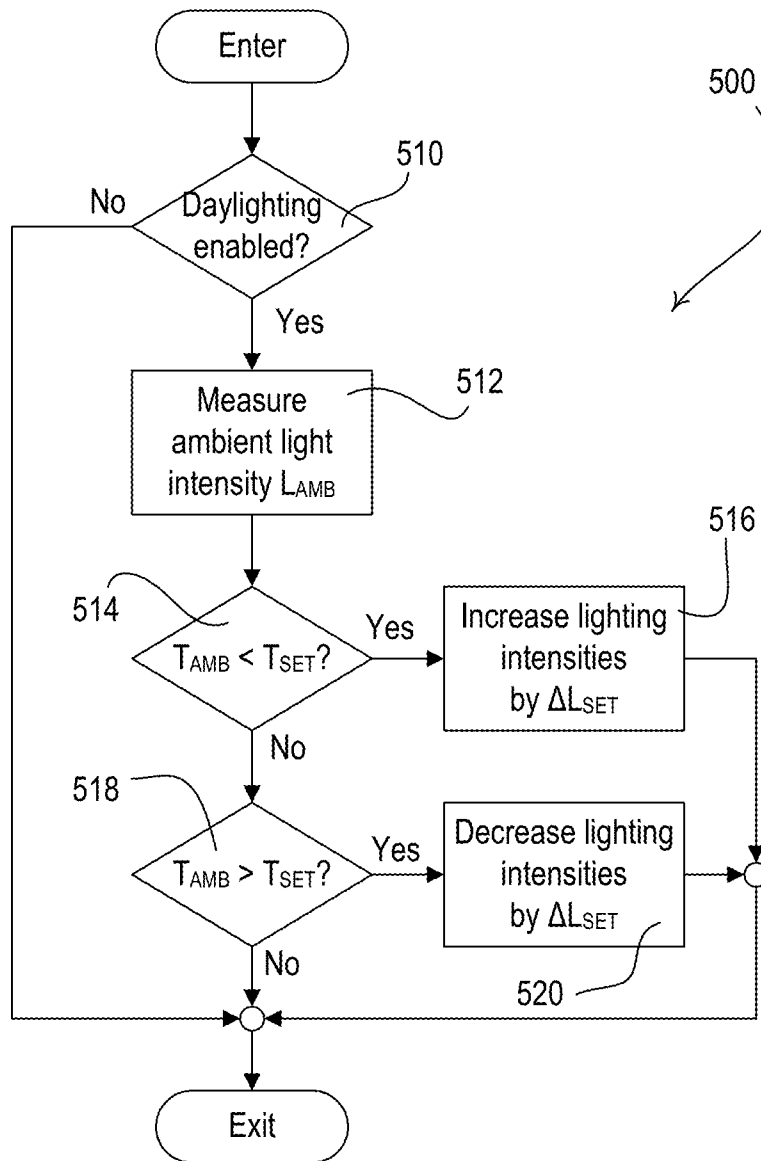 Enter
500
510
No
Daylighting
enabled?
Yes
512
Measure
ambient light
intensity LAMB
516
514
Yes
Increase lighting
intensities
by ΔLSET
TAMB < TSET?
No
518
Yes
Decrease lighting
intensities
by ΔLSET
TAMB > TSET?
No
520
Exit